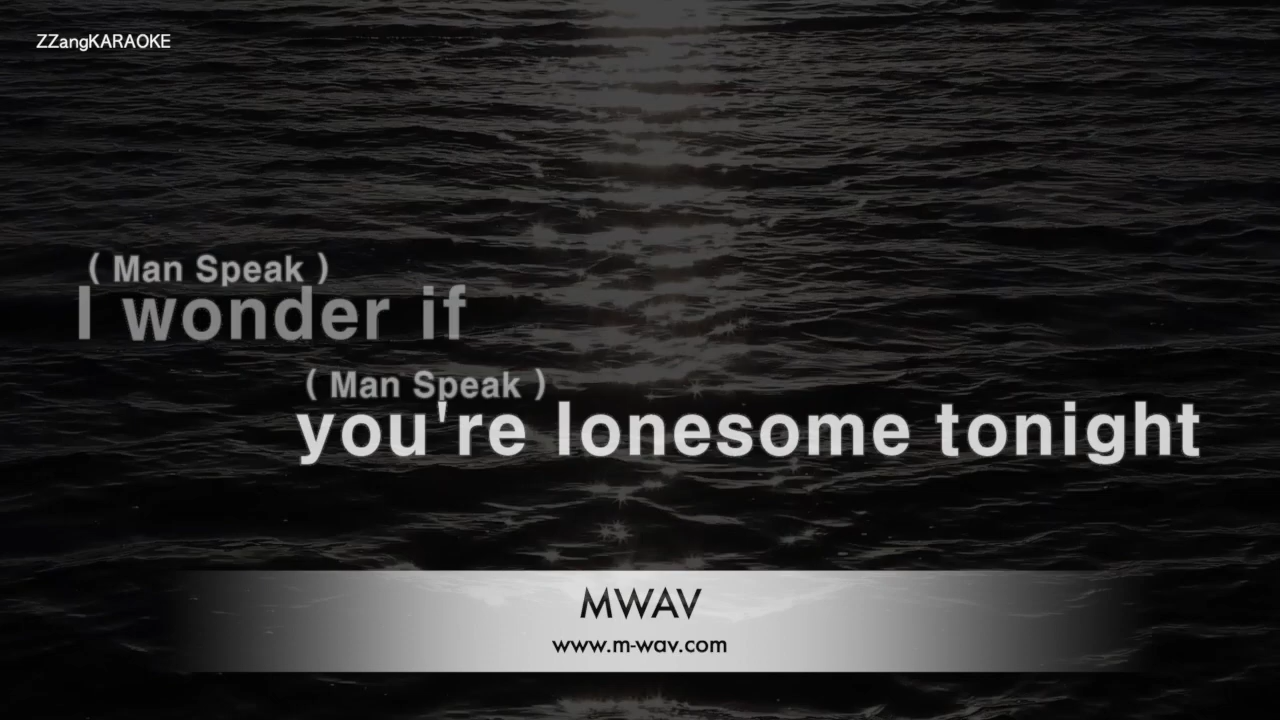 ZZangKARAOKE
( Man Speak )
I wonder if
( Man Speak )
you're lonesome tonight
MWAV
www.m-wav.com